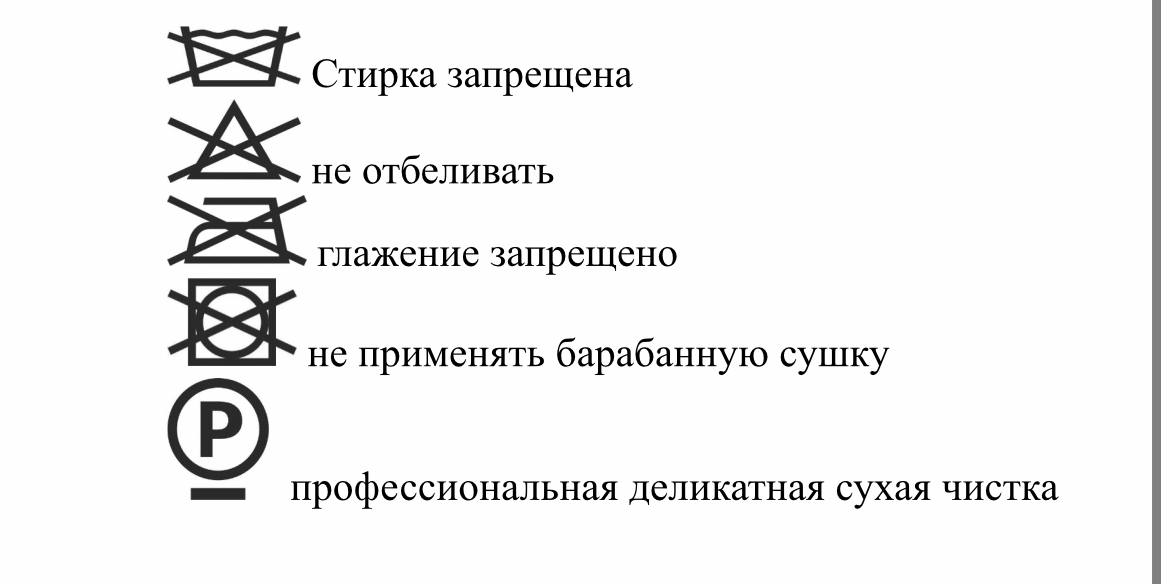 Стирка запрещена
не отбеливать
глажение запрещено
не применять барабанную сушку
P
профессиональная деликатная сухая чистка